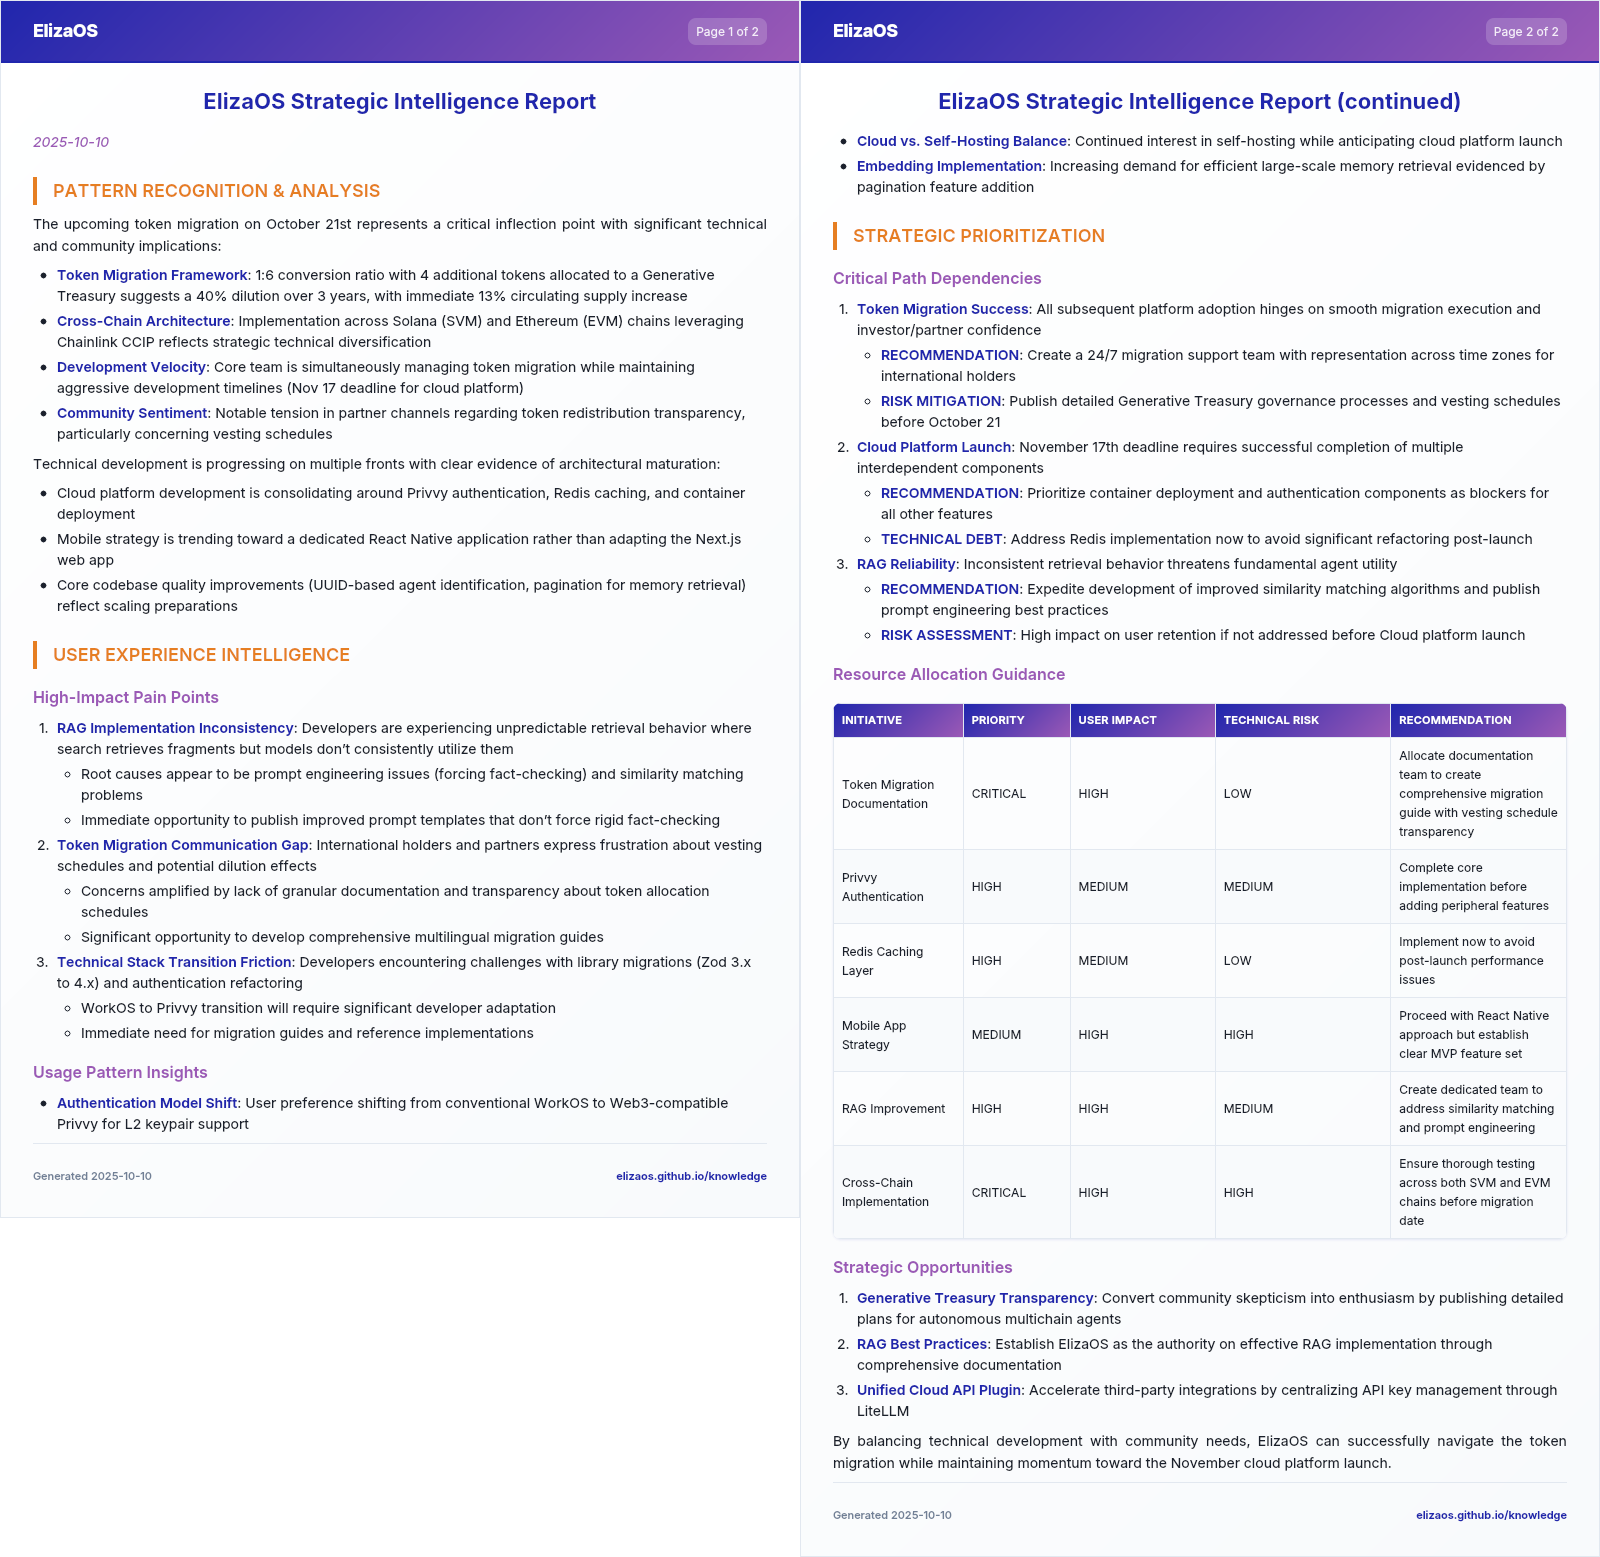 ElizaOS
Page 1 of 2
ElizaOS Strategic Intelligence Report
2025-10-10
PATTERN RECOGNITION & ANALYSIS
The upcoming token migration on October 21st represents a critical inflection point with significant technical
and community implications:
• Token Migration Framework: 1:6 conversion ratio with 4 additional tokens allocated to a Generative
Treasury suggests a 40% dilution over 3 years, with immediate 13% circulating supply increase
• Cross-Chain Architecture: Implementation across Solana (SVM) and Ethereum (EVM) chains leveraging
Chainlink CCIP reflects strategic technical diversification
• Development Velocity: Core team is simultaneously managing token migration while maintaining
aggressive development timelines (Nov 17 deadline for cloud platform)
• Community Sentiment: Notable tension in partner channels regarding token redistribution transparency,
particularly concerning vesting schedules
Technical development is progressing on multiple fronts with clear evidence of architectural maturation:
• Cloud platform development is consolidating around Privvy authentication, Redis caching, and container
deployment
• Mobile strategy is trending toward a dedicated React Native application rather than adapting the Next.js
web app
• Core codebase quality improvements (UUID-based agent identification, pagination for memory retrieval)
reflect scaling preparations
USER EXPERIENCE INTELLIGENCE
High-Impact Pain Points
1. RAG Implementation Inconsistency: Developers are experiencing unpredictable retrieval behavior where
search retrieves fragments but models don't consistently utilize them
◦ Root causes appear to be prompt engineering issues (forcing fact-checking) and similarity matching
problems
◦ Immediate opportunity to publish improved prompt templates that don't force rigid fact-checking
2. Token Migration Communication Gap: International holders and partners express frustration about vesting
schedules and potential dilution effects
◦ Concerns amplified by lack of granular documentation and transparency about token allocation
schedules
◦ Significant opportunity to develop comprehensive multilingual migration guides
3. Technical Stack Transition Friction: Developers encountering challenges with library migrations (Zod 3.x
to 4.x) and authentication refactoring
◦ WorkOS to Privvy transition will require significant developer adaptation
◦ Immediate need for migration guides and reference implementations
Usage Pattern Insights
• Authentication Model Shift: User preference shifting from conventional WorkOS to Web3-compatible
Privvy for L2 keypair support
Generated 2025-10-10
elizaos.github.io/knowledge
ElizaOS
Page 2 of 2
ElizaOS Strategic Intelligence Report (continued)
• Cloud vs. Self-Hosting Balance: Continued interest in self-hosting while anticipating cloud platform launch
• Embedding Implementation: Increasing demand for efficient large-scale memory retrieval evidenced by
pagination feature addition
STRATEGIC PRIORITIZATION
Critical Path Dependencies
1. Token Migration Success: All subsequent platform adoption hinges on smooth migration execution and
investor/partner confidence
◦ RECOMMENDATION: Create a 24/7 migration support team with representation across time zones for
international holders
◦ RISK MITIGATION: Publish detailed Generative Treasury governance processes and vesting schedules
before October 21
2. Cloud Platform Launch: November 17th deadline requires successful completion of multiple
interdependent components
◦ RECOMMENDATION: Prioritize container deployment and authentication components as blockers for
all other features
◦ TECHNICAL DEBT: Address Redis implementation now to avoid significant refactoring post-launch
3. RAG Reliability: Inconsistent retrieval behavior threatens fundamental agent utility
◦ RECOMMENDATION: Expedite development of improved similarity matching algorithms and publish
prompt engineering best practices
◦ RISK ASSESSMENT: High impact on user retention if not addressed before Cloud platform launch
Resource Allocation Guidance
INITIATIVE PRIORITY USER IMPACT TECHNICAL RISK RECOMMENDATION
Token Migration
Documentation
CRITICAL
HIGH
LOW
Allocate documentation
team to create
comprehensive migration
guide with vesting schedule
transparency
Privvy
Authentication
HIGH
MEDIUM
MEDIUM
Complete core
implementation before
adding peripheral features
Redis Caching
Layer
HIGH
MEDIUM
LOW
Implement now to avoid
post-launch performance
issues
Mobile App
Strategy
MEDIUM
HIGH
HIGH
Proceed with React Native
approach but establish
clear MVP feature set
RAG Improvement
HIGH
HIGH
MEDIUM
Create dedicated team to
address similarity matching
and prompt engineering
Cross-Chain
Implementation
CRITICAL
HIGH
HIGH
Ensure thorough testing
across both SVM and EVM
chains before migration
date
Strategic Opportunities
1. Generative Treasury Transparency: Convert community skepticism into enthusiasm by publishing detailed
plans for autonomous multichain agents
2. RAG Best Practices: Establish ElizaOS as the authority on effective RAG implementation through
comprehensive documentation
3. Unified Cloud API Plugin: Accelerate third-party integrations by centralizing API key management through
LiteLLM
By balancing technical development with community needs, ElizaOS can successfully navigate the token
migration while maintaining momentum toward the November cloud platform launch.
Generated 2025-10-10
elizaos.github.io/knowledge